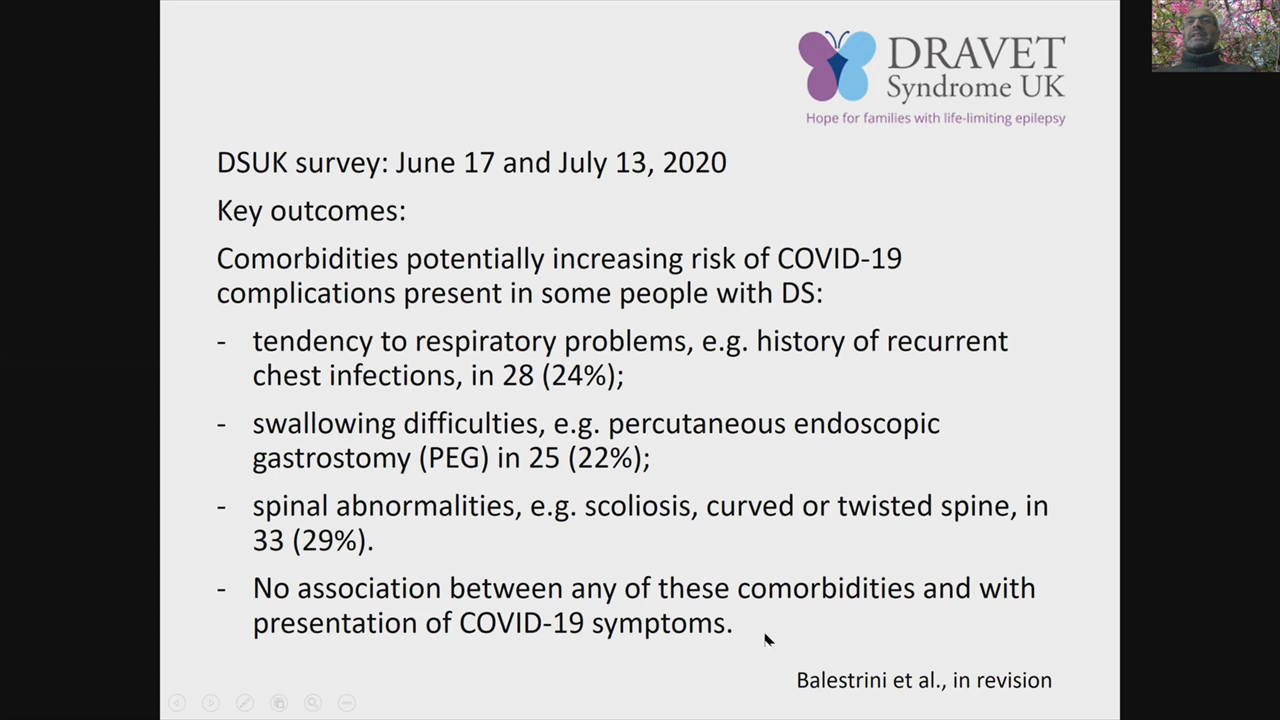 DRAVET
Syndrome UK
Hope for families with life-limiting epilepsy
DSUK survey: June 17 and July 13, 2020
Key outcomes:
Comorbidities potentially increasing risk of COVID-19
complications present in some people with DS:
- tendency to respiratory problems, e.g. history of recurrent
chest infections, in 28 (24%);
- swallowing difficulties, e.g. percutaneous endoscopic
gastrostomy (PEG) in 25 (22%);
- spinal abnormalities, e.g. scoliosis, curved or twisted spine, in
33 (29%).
- No association between any of these comorbidities and with
presentation of COVID-19 symptoms.
Balestrini et al., in revision